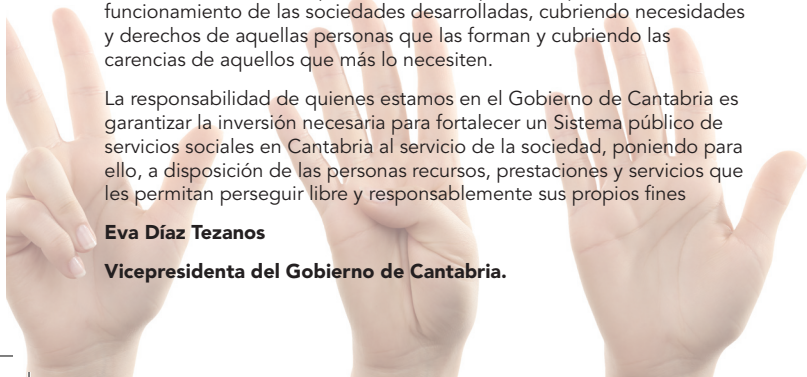 funcionamiento de las sociedades desarrolladas, cubriendo necesidades
y derechos de aquellas personas que las forman y cubriendo las
carencias de aquellos que más lo necesiten.
La responsabilidad de quienes estamos en el Gobierno de Cantabria es
garantizar la inversión necesaria para fortalecer un Sistema público de
servicios sociales en Cantabria al servicio de la sociedad, poniendo para
ello, a disposición de las personas recursos, prestaciones y servicios que
les permitan perseguir libre y responsablemente sus propios fines
Eva Díaz Tezanos
Vicepresidenta del Gobierno de Cantabria.